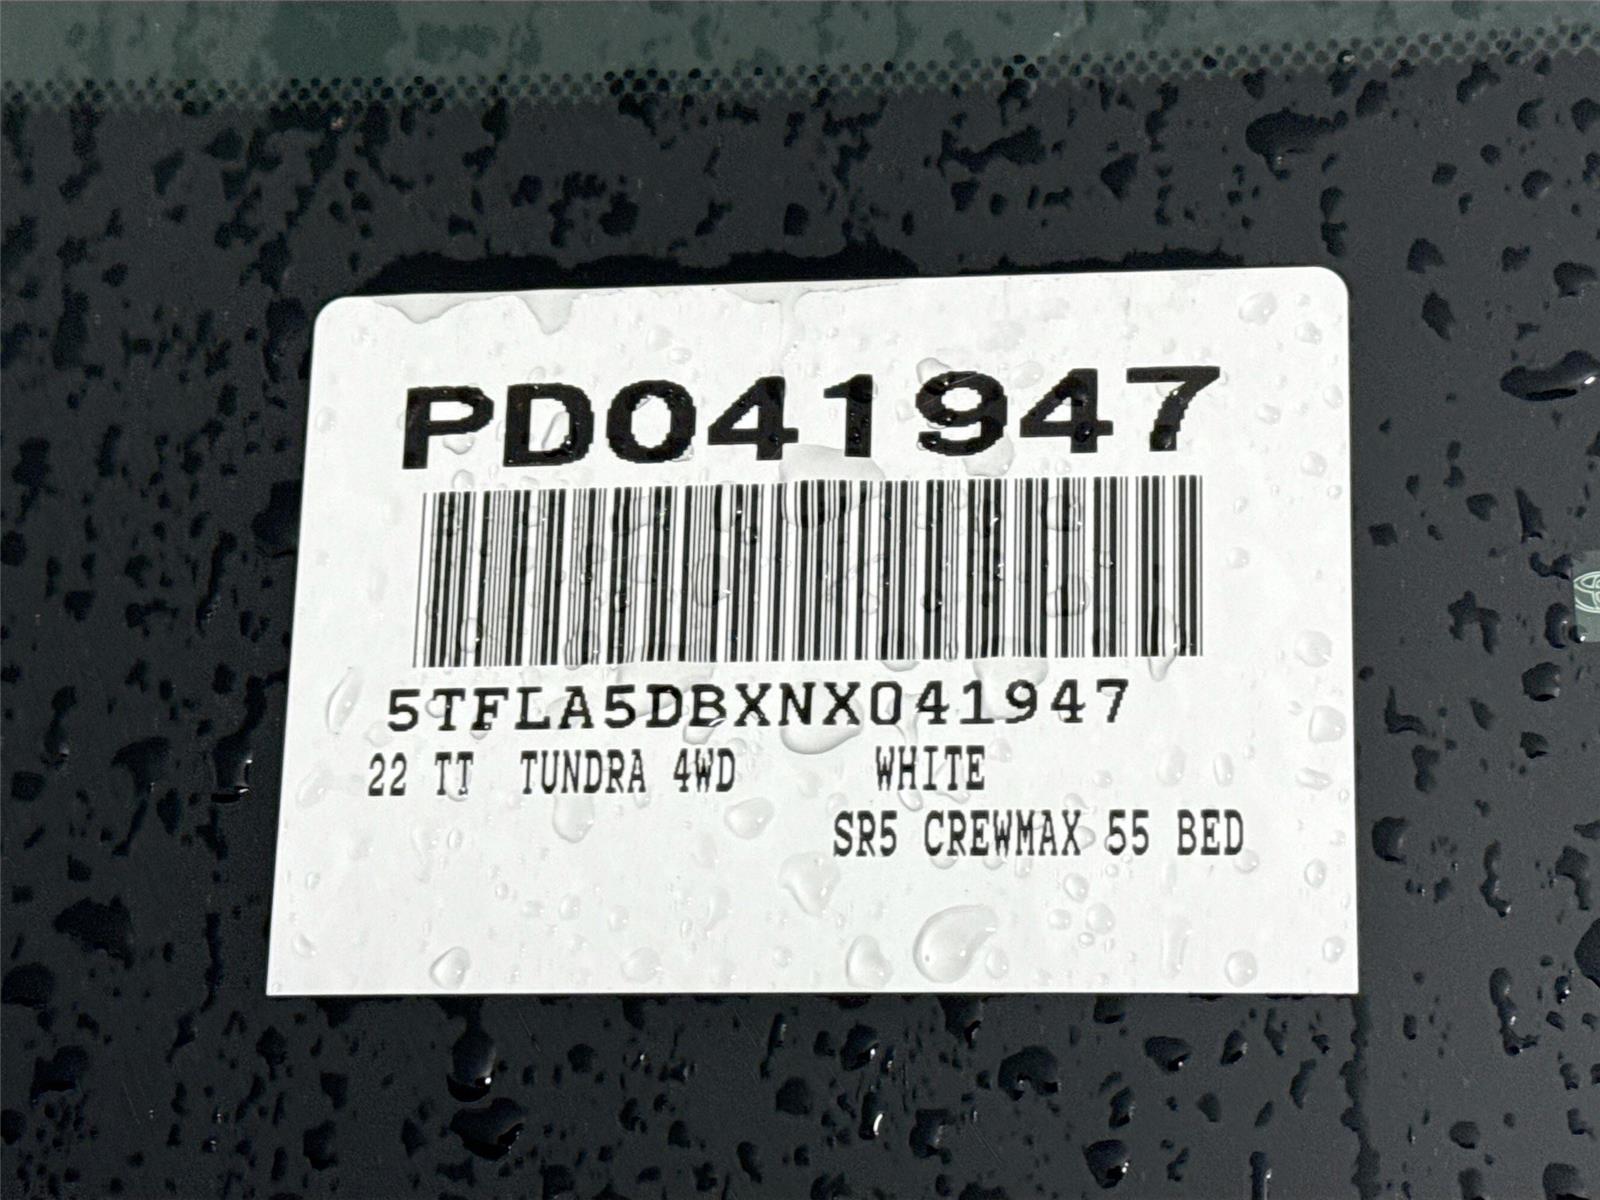 PD041947
5TFLA5DBXNX041947
22 TT TUNDRA 4WD WHITE
SR5 CREWMAX 55 BED